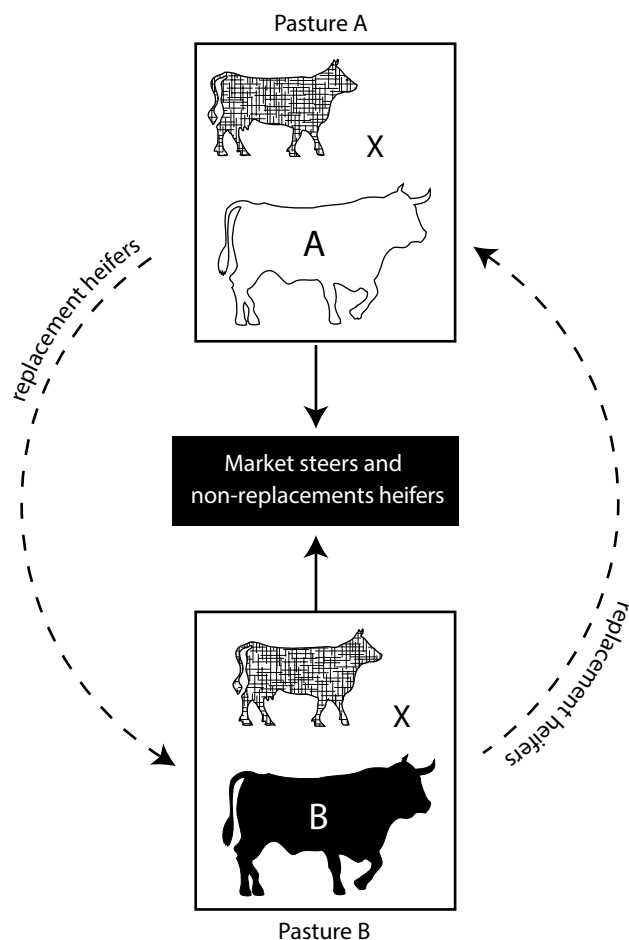 Pasture A
X
A
replacement heifers
Market steers and
non-replacements heifers
replacement heifers
X
B
Pasture B